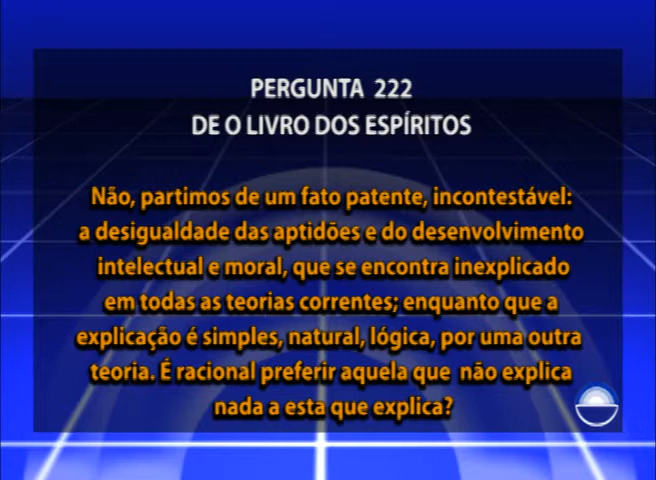 PERGUNTA 222
DE O LIVRO DOS ESPÍRITOS
Não, partimos de um fato patente, incontestável:
a desigualdade das aptidões e do desenvolvimento
intelectual e moral, que se encontra inexplicado
em todas as teorias correntes; enquanto que a
explicação é simples, natural, lógica, por uma outra
teoria. É racional preferir aquela que não explica
nada a esta que explica?